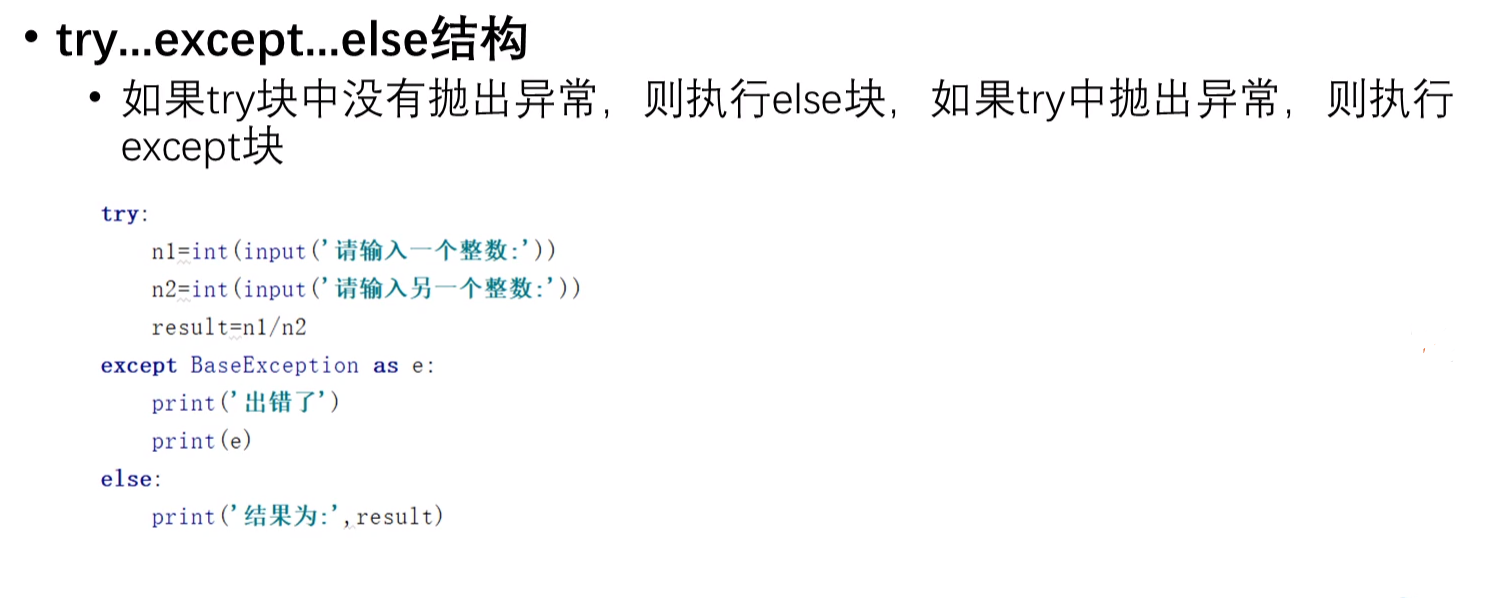 • try...except...else结构
• 如果try块中没有抛出异常，则执行else块，如果try中抛出异常，则执行
except块
try:
    n1=int(input('请输入一个整数:'))
    n2=int(input('请输入另一个整数:'))
    result=n1/n2
except BaseException as e:
    print('出错了')
    print(e)
else:
    print('结果为:',result)